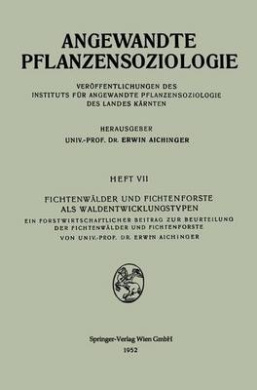 ANGEWANDTE
PFLANZENSOZIOLOGIE
VERÖFFENTLICHUNGEN DES
INSTITUTS FÜR ANGEWANDTE PFLANZENSOZIOLOGIE
DES LANDES KÄRNTEN
HERAUSGEBER
UNIV.-PROF. DR. ERWIN AICHINGER
HEFT VII
FICHTENWÄLDER UND FICHTENFORSTE
ALS WALDENTWICKLUNGSTYPEN
EIN FORSTWIRTSCHAFTLICHER BEITRAG ZUR BEURTEILUNG
DER FICHTENWÄLDER UND FICHTENFORSTE
VON UNIV.-PROF. DR. ERWIN AICHINGER
Springer-Verlag Wien GmbH
1952